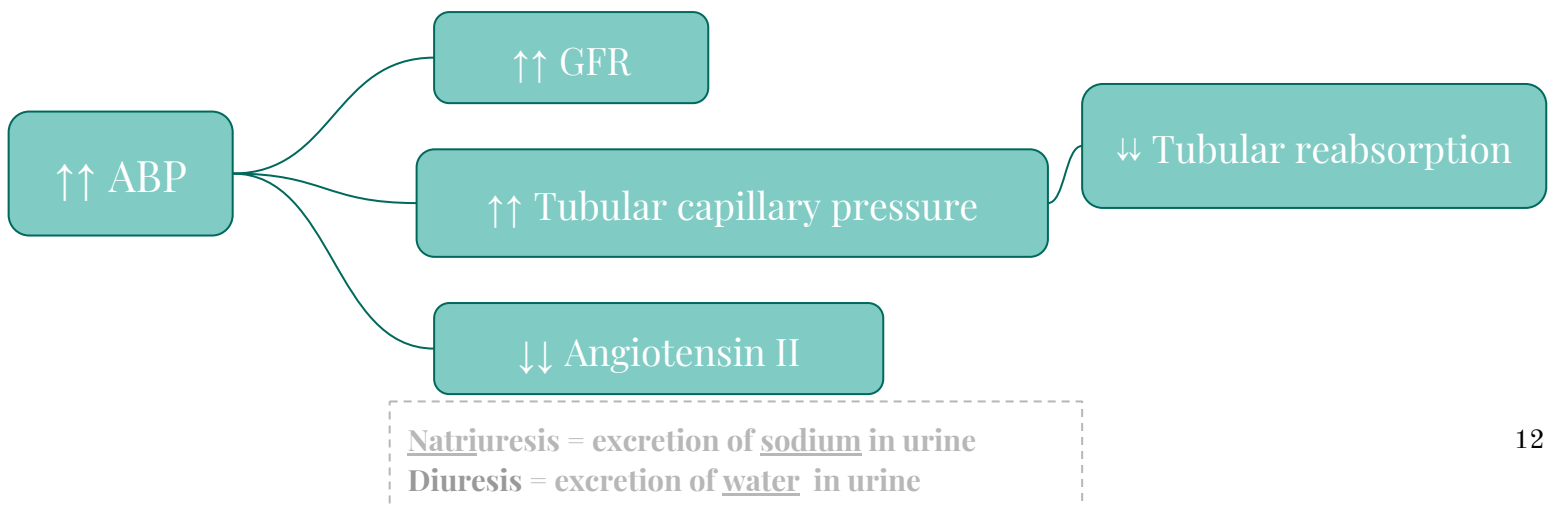 ↑↑ GFR
↑↑ ABP
↑↑ Tubular capillary pressure
↓↓ Tubular reabsorption
↓↓ Angiotensin II
Natriuresis = excretion of sodium in urine
Diuresis = excretion of water in urine
12